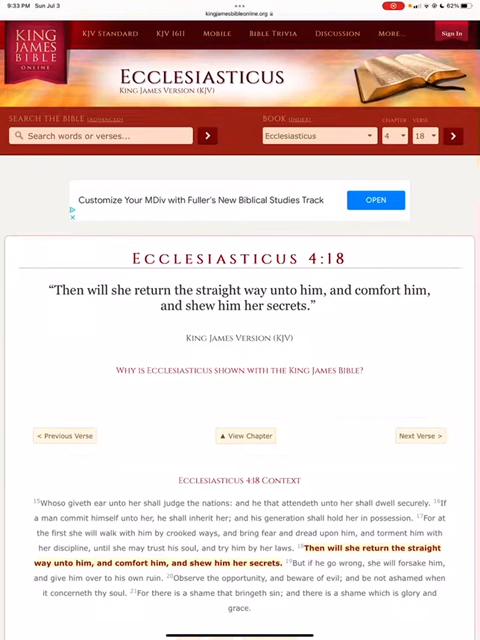 9:33 PM Sun Jul 3
62%
kingjamesbibleonline.org
KING
JAMES
BIBLE
ONLINE
KJV STANDARD KJV 1611 MOBILE BIBLE TRIVIA DISCUSSION MORE... Sign In
ECCLESIASTICUS
KING JAMES VERSION (KJV)
SEARCH THE BIBLE (ADVANCED) BOOK (INDEX) CHAPTER VERSE
Search words or verses... > Ecclesiasticus 4 18 >
Customize Your MDiv with Fuller's New Biblical Studies Track OPEN
ECCLESIASTICUS 4:18
“Then will she return the straight way unto him, and comfort him,
and shew him her secrets.”
KING JAMES VERSION (KJV)
WHY IS ECCLESIASTICUS SHOWN WITH THE KING JAMES BIBLE?
< Previous Verse ▲ View Chapter Next Verse >
ECCLESIASTICUS 4:18 CONTEXT
15Whoso giveth ear unto her shall judge the nations: and he that attendeth unto her shall dwell securely. 16If
a man commit himself unto her, he shall inherit her; and his generation shall hold her in possession. 17For at
the first she will walk with him by crooked ways, and bring fear and dread upon him, and torment him with
her discipline, until she may trust his soul, and try him by her laws. 18Then will she return the straight
way unto him, and comfort him, and shew him her secrets. 19But if he go wrong, she will forsake him,
and give him over to his own ruin. 20Observe the opportunity, and beware of evil; and be not ashamed when
it concerneth thy soul. 21For there is a shame that bringeth sin; and there is a shame which is glory and
grace.